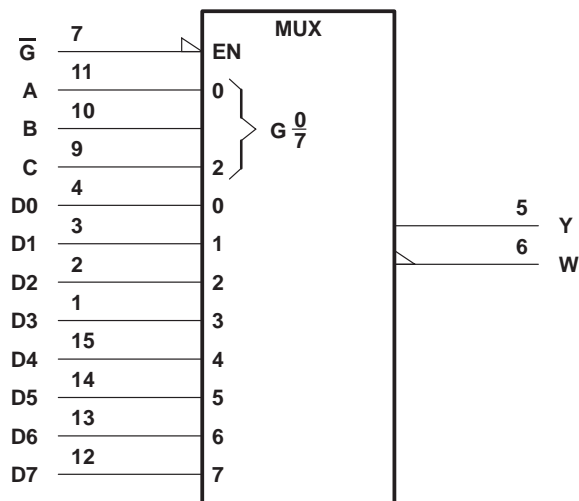 MUX
G̅ 7 EN
A 11 0
B 10
G 0/7
C 9 2
D0 4 0
D1 3 1
D2 2 2
D3 1 3
D4 15 4
D5 14 5
D6 13 6
D7 12 7
5 Y
6 W